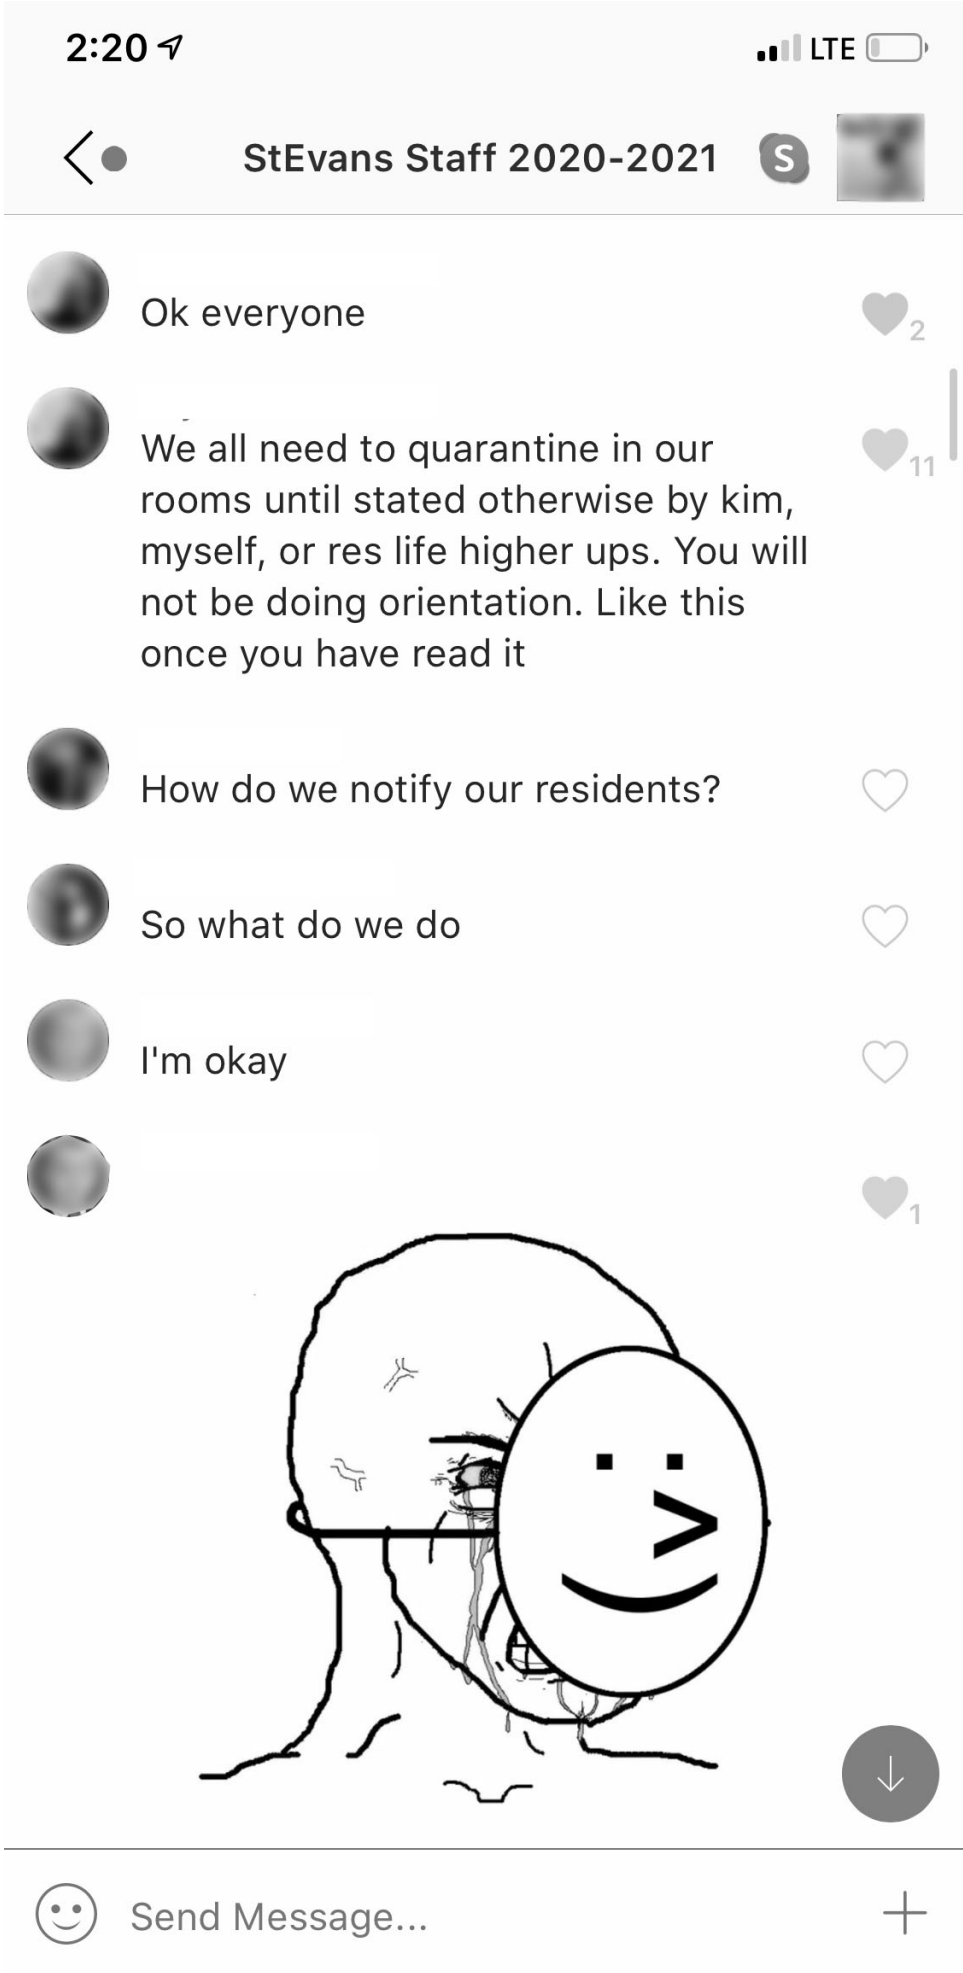 2:20 LTE
StEvans Staff 2020-2021 S
Ok everyone
2
We all need to quarantine in our
11
rooms until stated otherwise by kim,
myself, or res life higher ups. You will
not be doing orientation. Like this
once you have read it
How do we notify our residents?
So what do we do
I'm okay
1
Send Message...